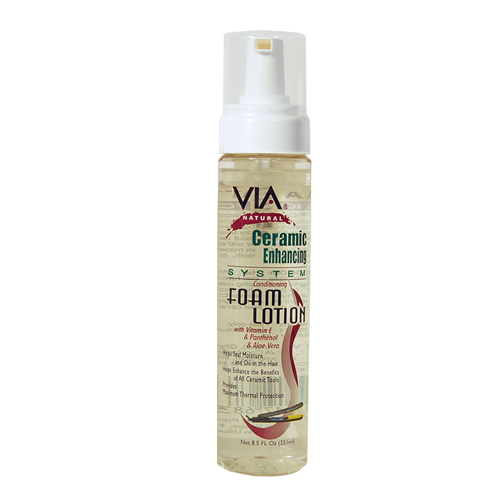 VIA®
NATURAL
Ceramic
Enhancing
SYSTEM
Conditioning
FOAM
LOTION
with Vitamin E
& Panthenol
& Aloe Vera
Helps Seal Moisture
and Oil in the Hair
Helps Enhance the Benefits
of All Ceramic Tools
Provides
Maximum Thermal Protection
Net 8.5 FL Oz (251ml)